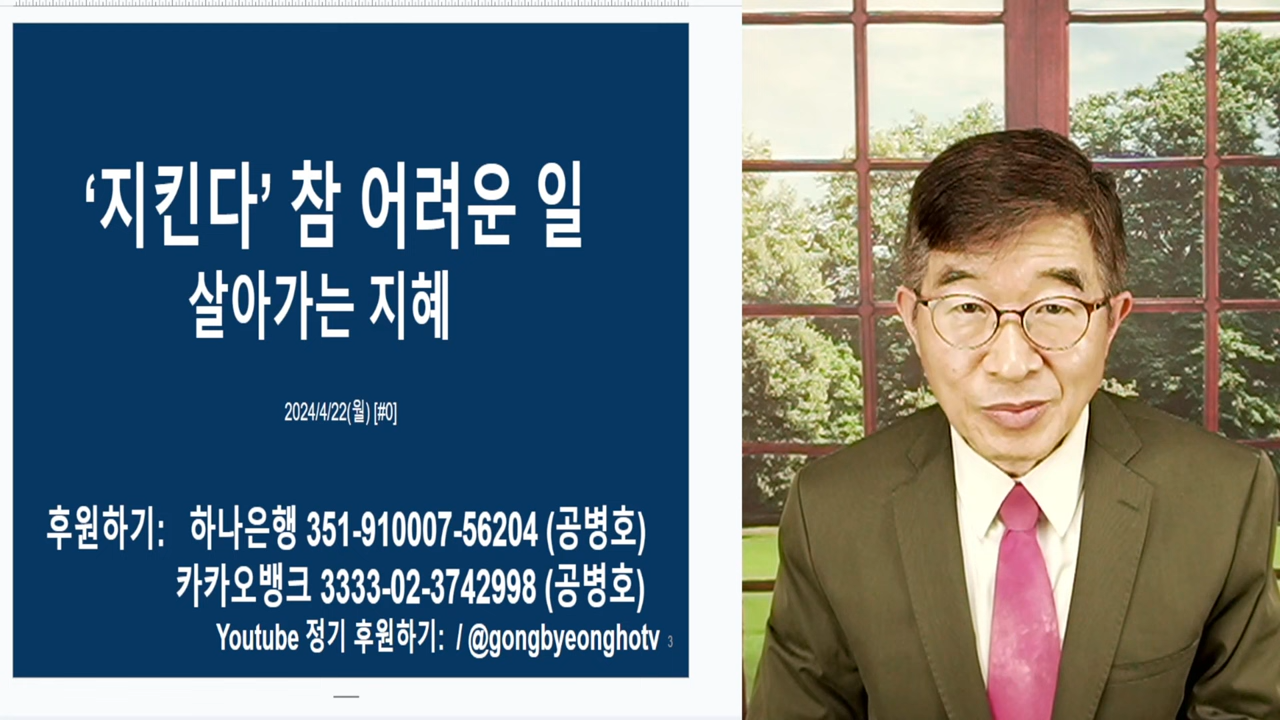 ‘지킨다’ 참 어려운 일
살아가는 지혜
2024/4/22(월) [#0]
후원하기: 하나은행 351-910007-56204 (공병호)
카카오뱅크 3333-02-3742998 (공병호)
Youtube 정기 후원하기: / @gongbyeonghotv 3